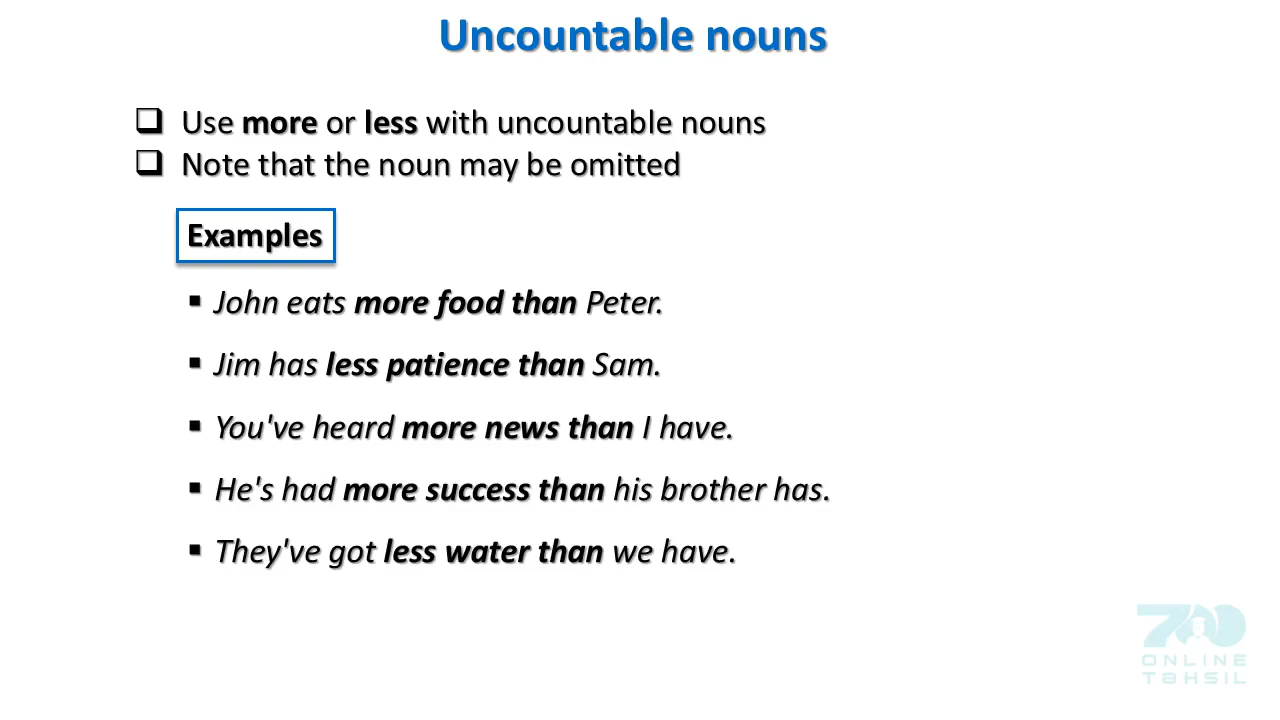 Uncountable nouns
❑ Use more or less with uncountable nouns
❑ Note that the noun may be omitted
Examples
▪ John eats more food than Peter.
▪ Jim has less patience than Sam.
▪ You've heard more news than I have.
▪ He's had more success than his brother has.
▪ They've got less water than we have.
700
ONLINE
TƏHSİL